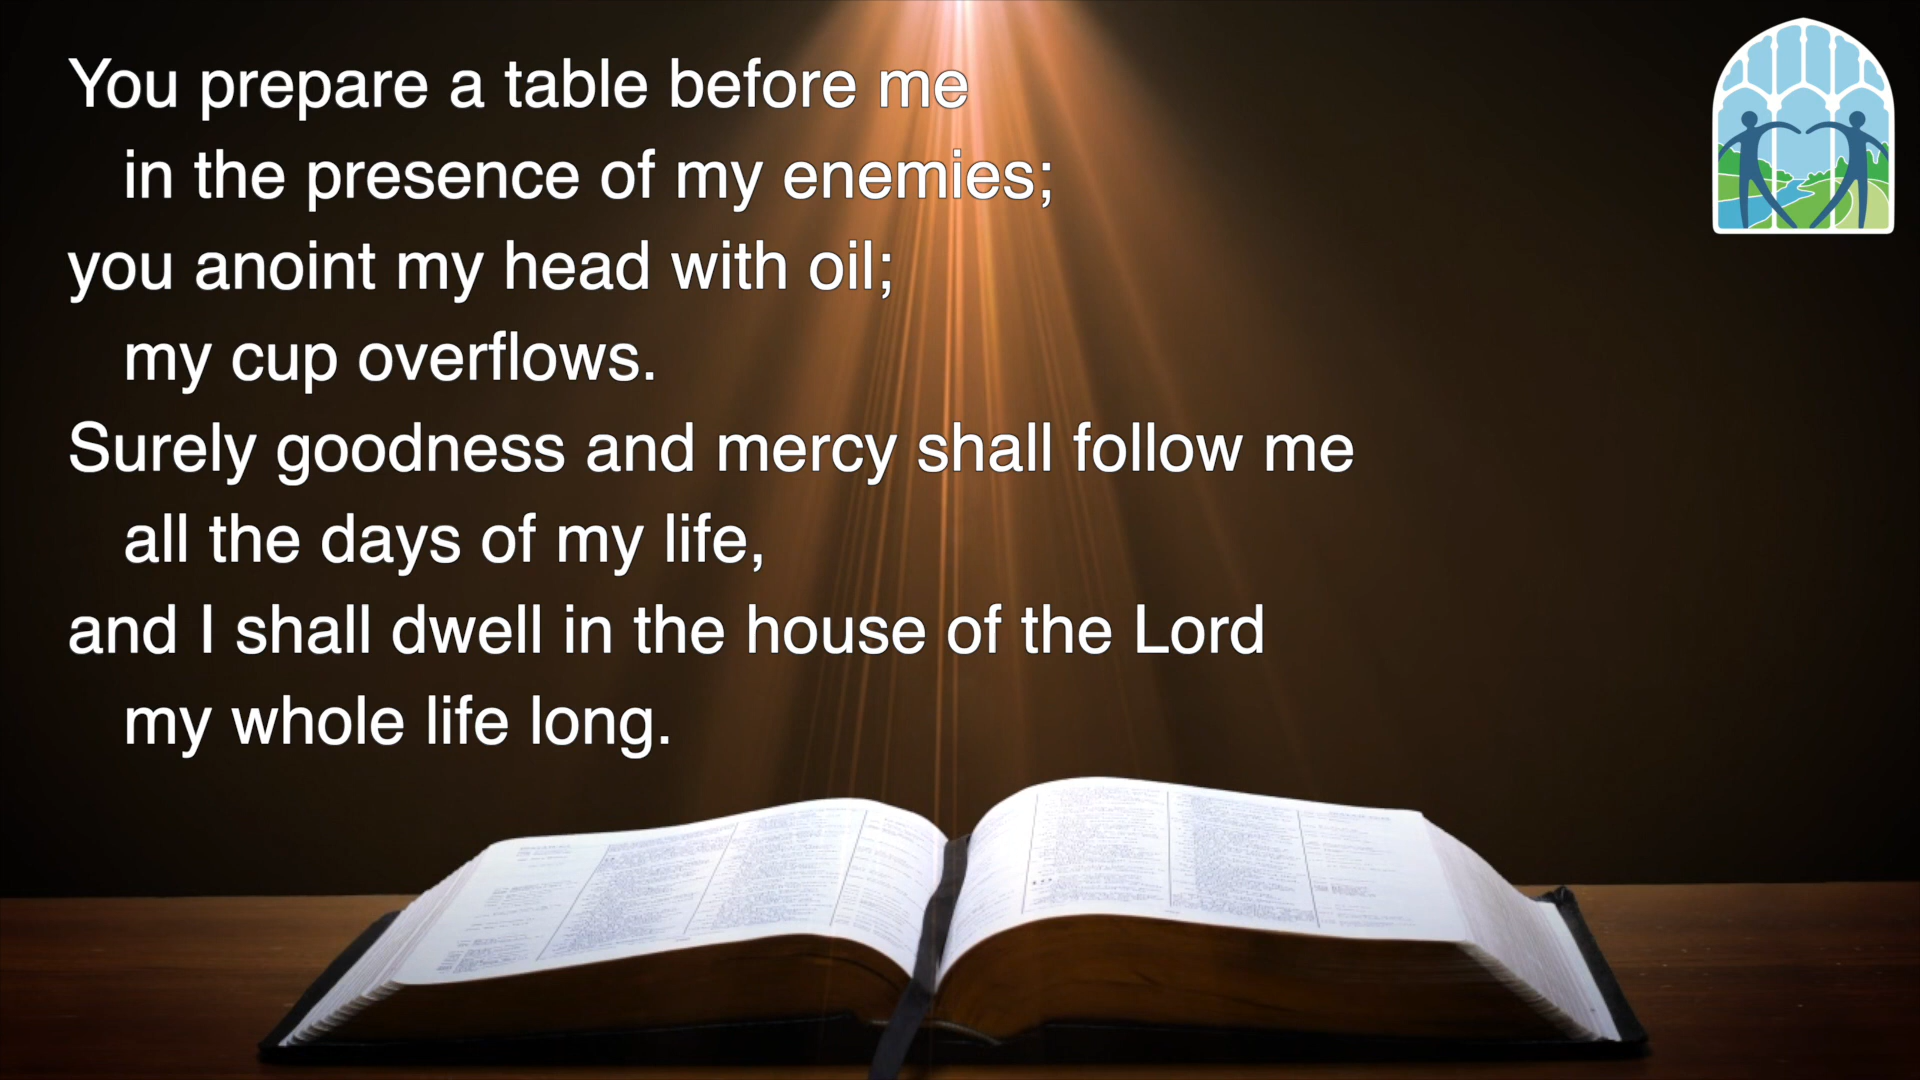 You prepare a table before me
in the presence of my enemies;
you anoint my head with oil;
my cup overflows.
Surely goodness and mercy shall follow me
all the days of my life,
and I shall dwell in the house of the Lord
my whole life long.